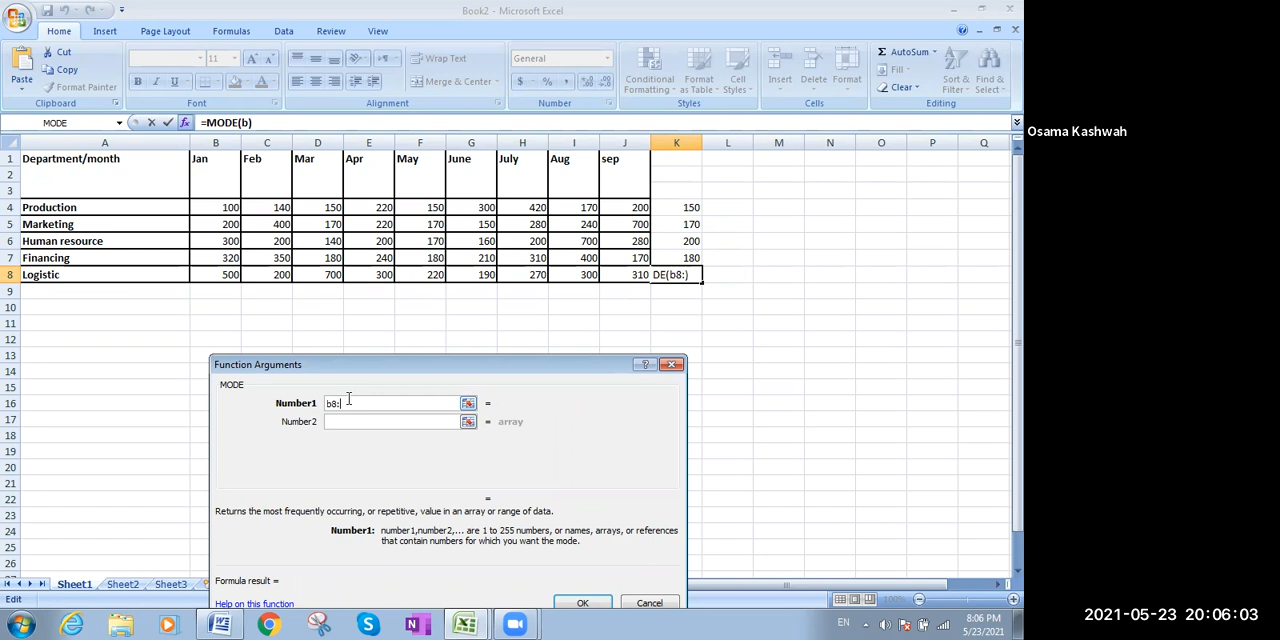 Book2 - Microsoft Excel
Home Insert Page Layout Formulas Data Review View
Paste
Cut
Copy
Format Painter
Clipboard
11
Font
Wrap Text
Merge & Center
Alignment
General
Number
Conditional Formatting
Format as Table
Cell Styles
Styles
Insert Delete Format
Cells
AutoSum
Fill
Clear
Sort & Filter
Find & Select
Editing
MODE =MODE(b)
A B C D E F G H I J K L M N O P Q
1 Department/month Jan Feb Mar Apr May June July Aug sep
2
3
4 Production 100 140 150 220 150 300 420 170 200 150
5 Marketing 200 400 170 220 170 150 280 240 700 170
6 Human resource 300 200 140 200 170 160 200 700 280 200
7 Financing 320 350 180 240 180 210 310 400 170 180
8 Logistic 500 200 700 300 220 190 270 300 310 DE(b8:)
9
10
11
12
13
14
15
16
17
18
19
20
21
22
23
24
25
26
Function Arguments
MODE
Number1 b8: =
Number2 = array
=
Returns the most frequently occurring, or repetitive, value in an array or range of data.
Number1: number1,number2,... are 1 to 255 numbers, or names, arrays, or references
that contain numbers for which you want the mode.
Formula result =
Help on this function
OK Cancel
Sheet1 Sheet2 Sheet3
Edit 100%
EN 8:06 PM
5/23/2021
Osama Kashwah
2021-05-23 20:06:03